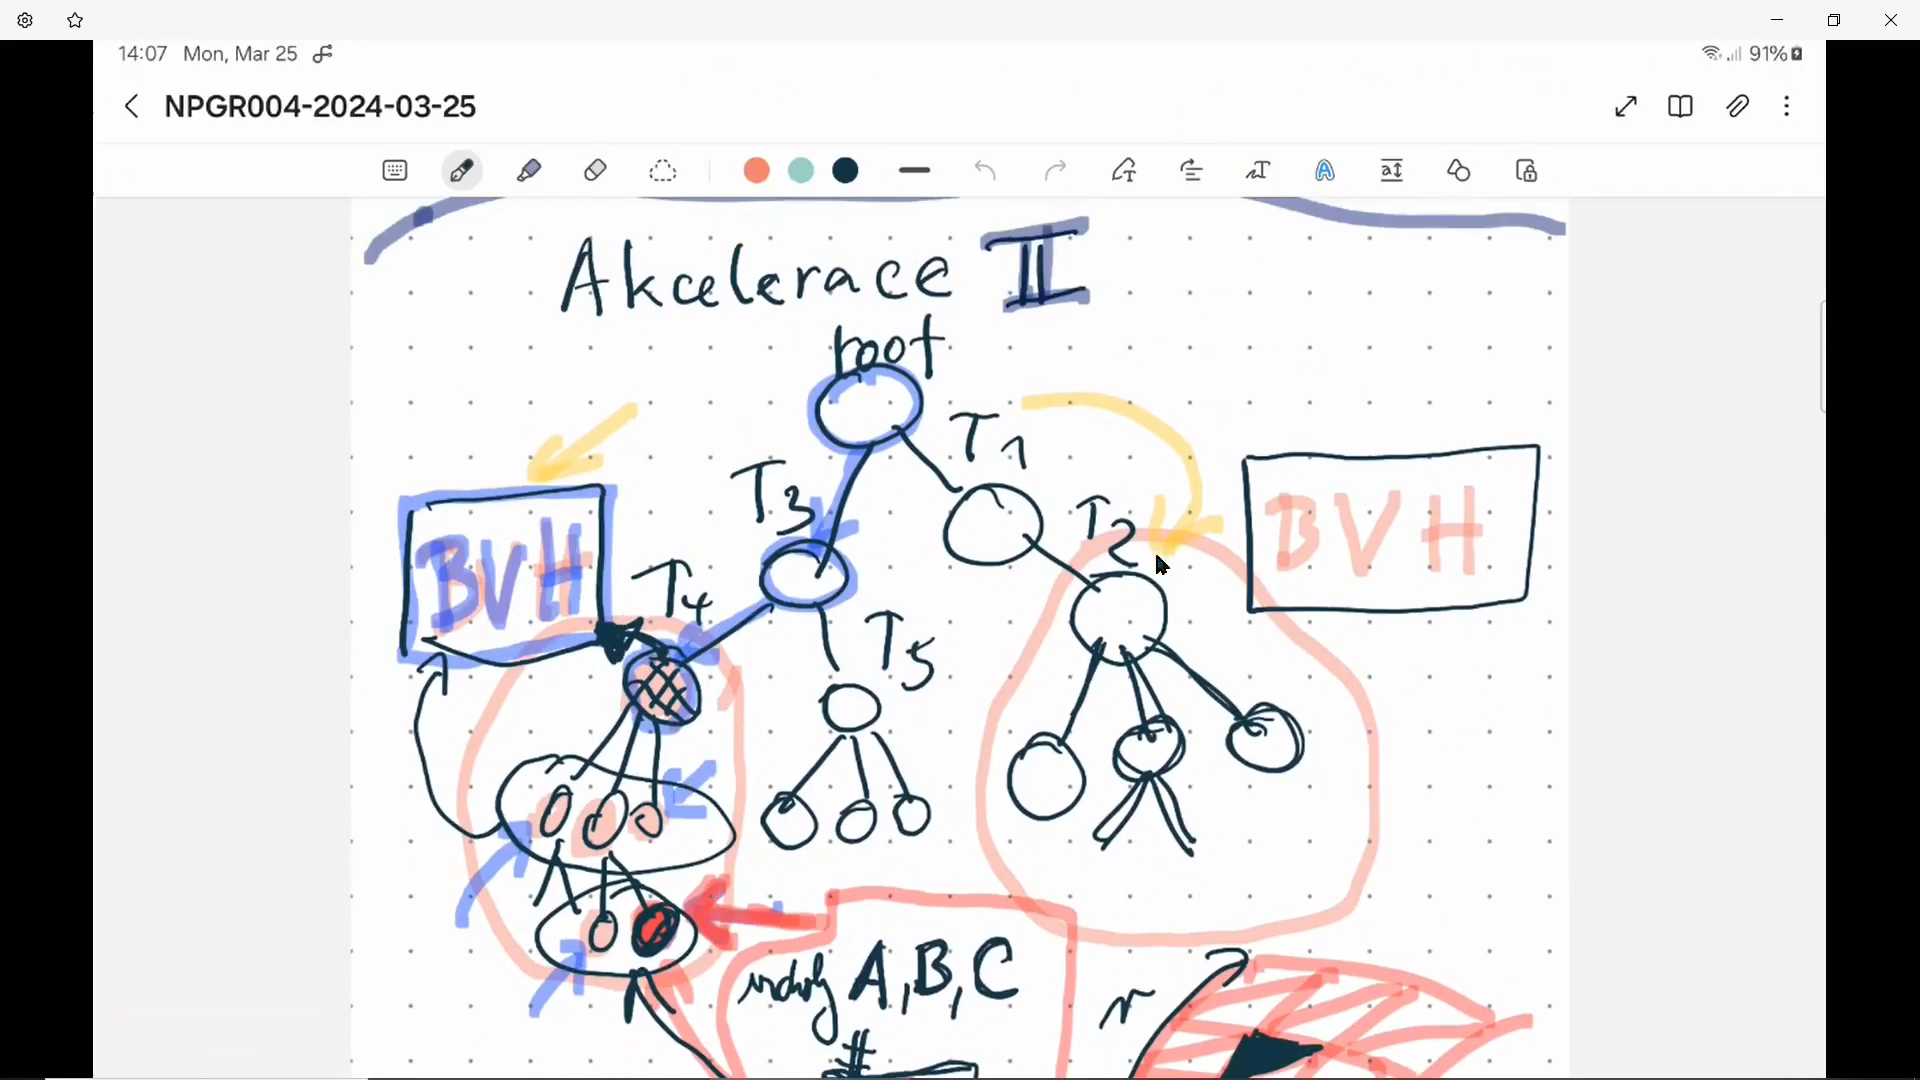 14:07 Mon, Mar 25
91%
NPGR004-2024-03-25
Akcelerace II
root
T1
T3
T2
BVH
BVH
T4
T5
A, B, C